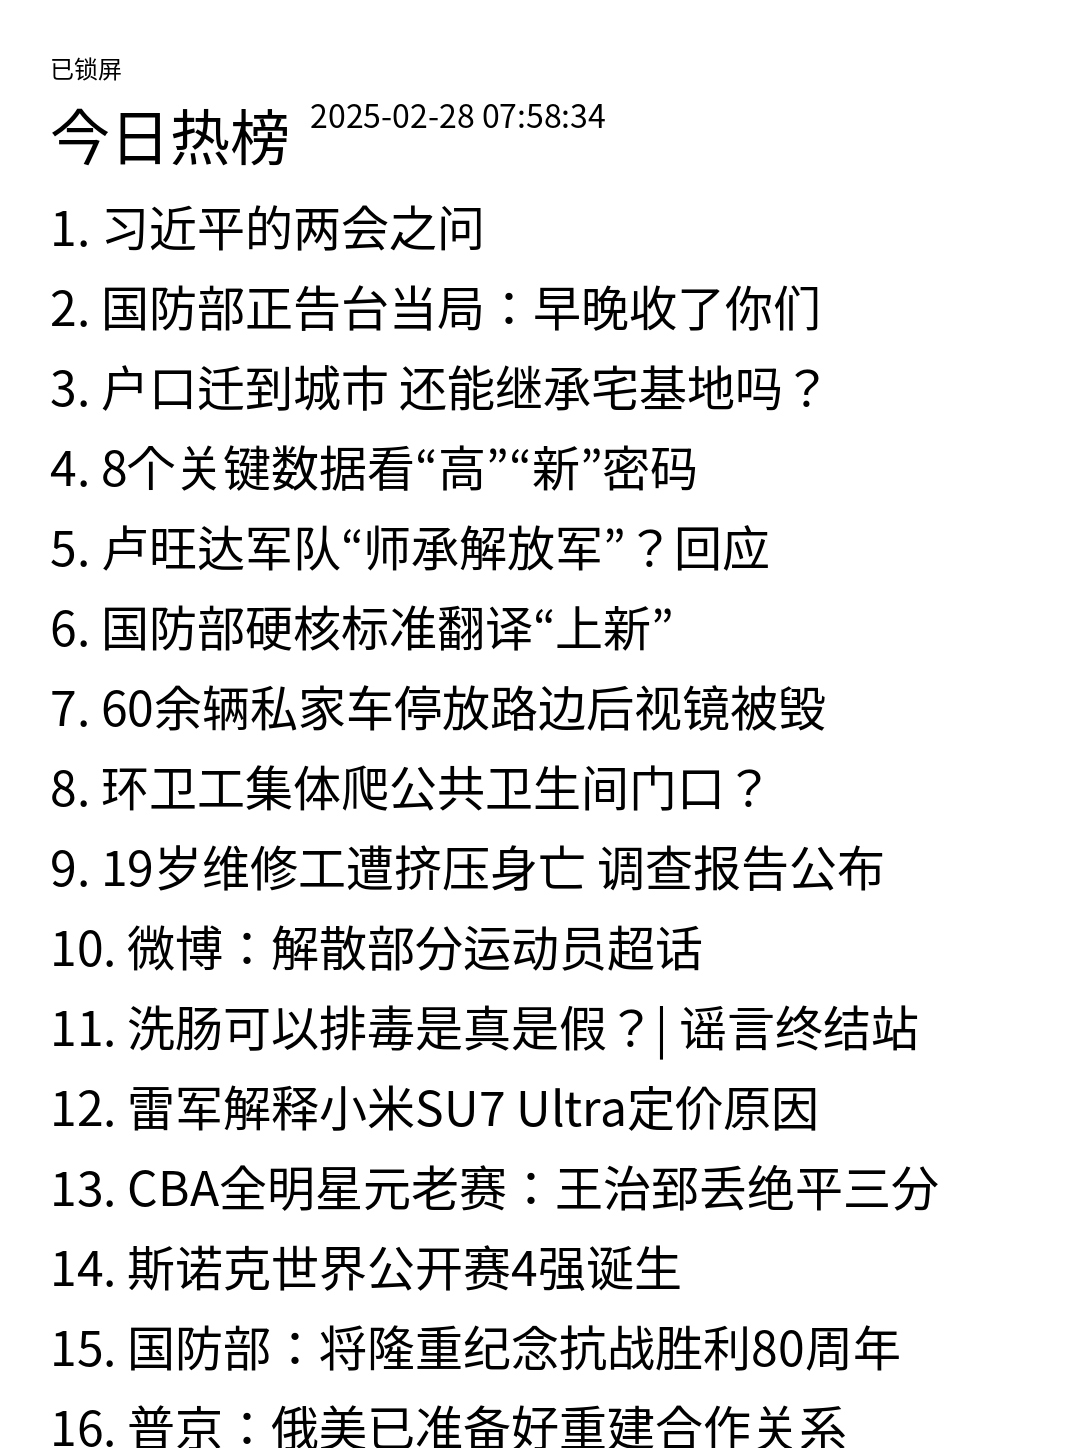 已锁屏
今日热榜 2025-02-28 07:58:34
1. 习近平的两会之问
2. 国防部正告台当局：早晚收了你们
3. 户口迁到城市 还能继承宅基地吗？
4. 8个关键数据看“高”“新”密码
5. 卢旺达军队“师承解放军”？回应
6. 国防部硬核标准翻译“上新”
7. 60余辆私家车停放路边后视镜被毁
8. 环卫工集体爬公共卫生间门口？
9. 19岁维修工遭挤压身亡 调查报告公布
10. 微博：解散部分运动员超话
11. 洗肠可以排毒是真是假？| 谣言终结站
12. 雷军解释小米SU7 Ultra定价原因
13. CBA全明星元老赛：王治郅丢绝平三分
14. 斯诺克世界公开赛4强诞生
15. 国防部：将隆重纪念抗战胜利80周年
16. 普京：俄美已准备好重建合作关系